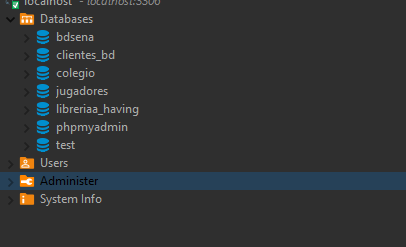 localhost - localhost:3306
Databases
bdsena
clientes_bd
colegio
jugadores
libreriaa_having
phpmyadmin
test
Users
Administer
System Info